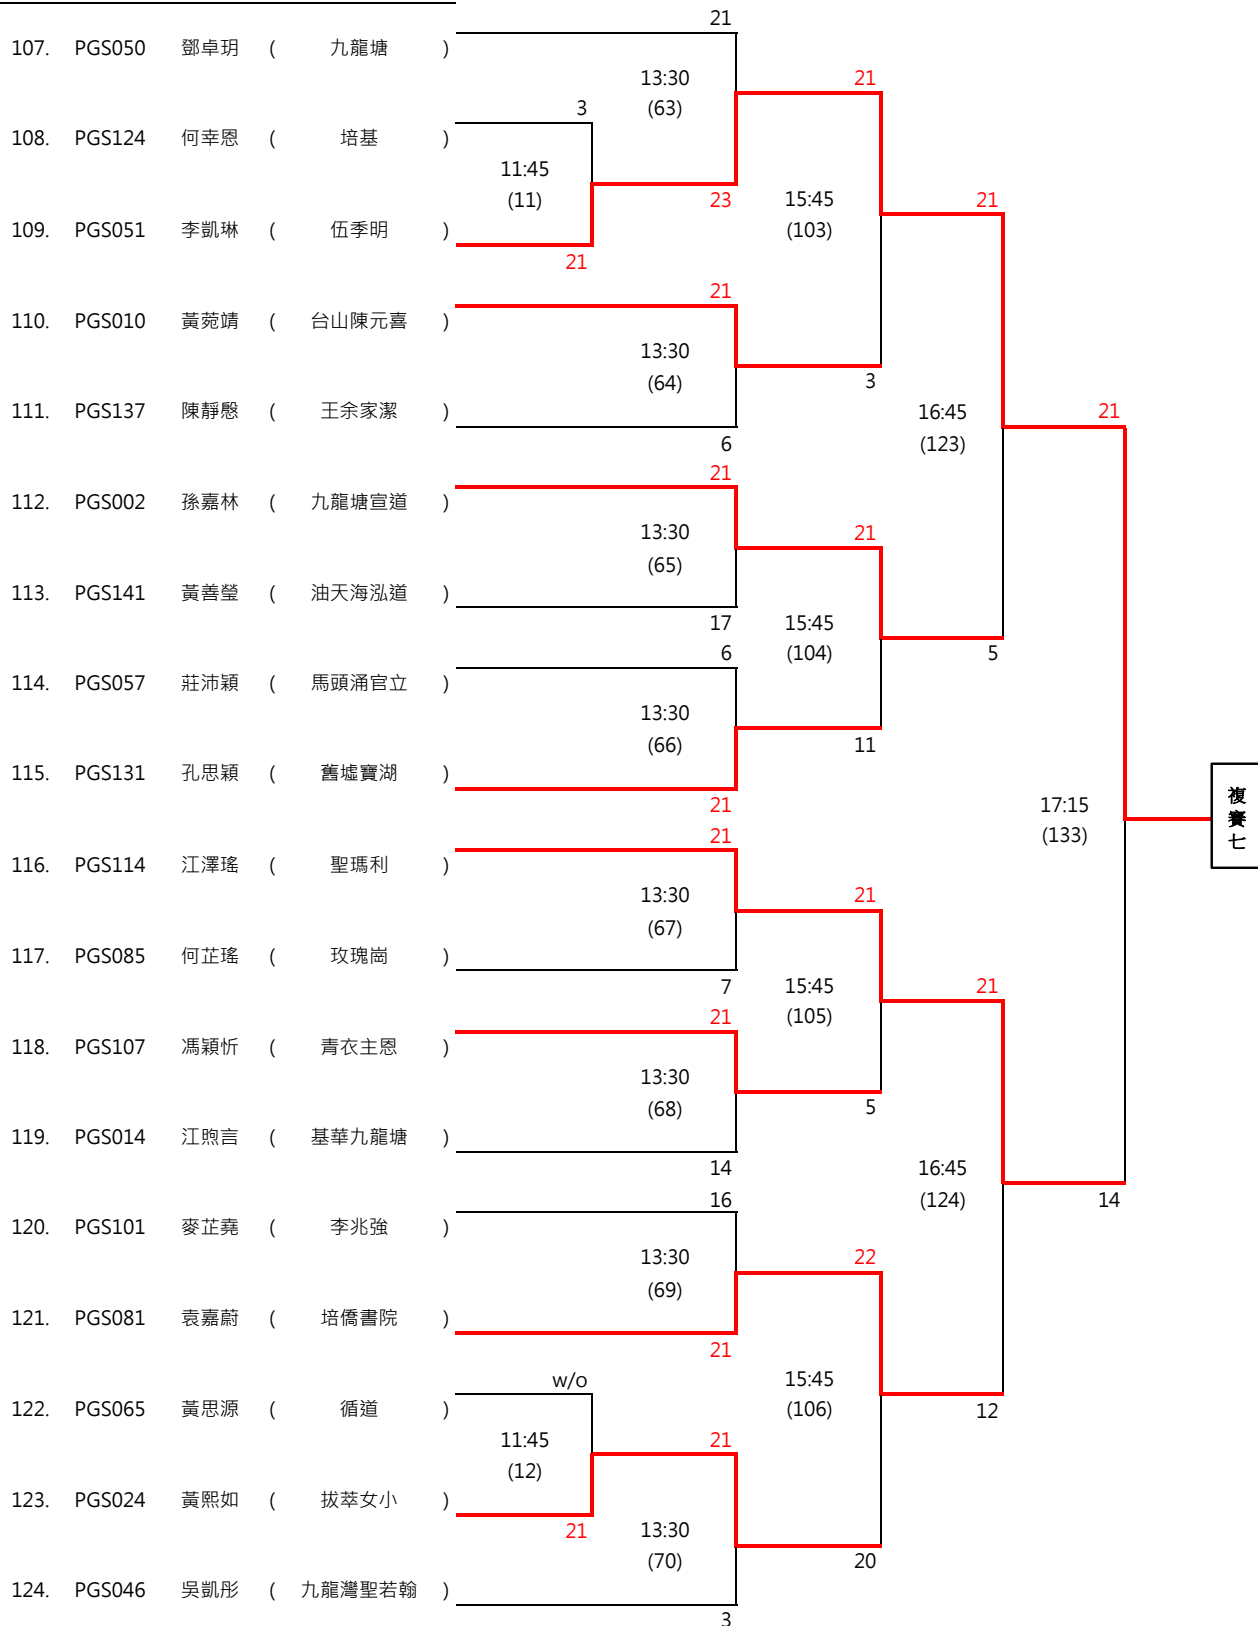 21
107. PGS050 鄧卓玥 ( 九龍塘 )
13:30 21
3 (63)
108. PGS124 何幸恩 ( 培基 )
11:45
(11) 23 15:45 21
109. PGS051 李凱琳 ( 伍季明 ) (103)
21
21
110. PGS010 黃菀靖 ( 台山陳元喜 )
13:30
(64) 3
111. PGS137 陳靜慇 ( 王余家潔 ) 16:45 21
6 (123)
21
112. PGS002 孫嘉林 ( 九龍塘宣道 )
13:30 21
(65)
113. PGS141 黃善瑩 ( 油天海泓道 )
17 15:45
6 (104) 5
114. PGS057 莊沛穎 ( 馬頭涌官立 )
13:30
(66) 11
115. PGS131 孔思穎 ( 舊墟寶湖 )
21 17:15 複賽七
21 (133)
116. PGS114 江澤瑤 ( 聖瑪利 )
13:30 21
(67)
117. PGS085 何芷瑤 ( 玫瑰崗 )
7 15:45 21
21 (105)
118. PGS107 馮穎忻 ( 青衣主恩 )
13:30
(68) 5
119. PGS014 江煦言 ( 基華九龍塘 )
14 16:45
16 (124) 14
120. PGS101 麥芷堯 ( 李兆強 )
13:30 22
(69)
121. PGS081 袁嘉蔚 ( 培僑書院 )
21
w/o 15:45
122. PGS065 黃思源 ( 循道 ) (106) 12
11:45 21
(12)
123. PGS024 黃熙如 ( 拔萃女小 )
21 13:30
(70) 20
124. PGS046 吳凱彤 ( 九龍灣聖若翰 )
3